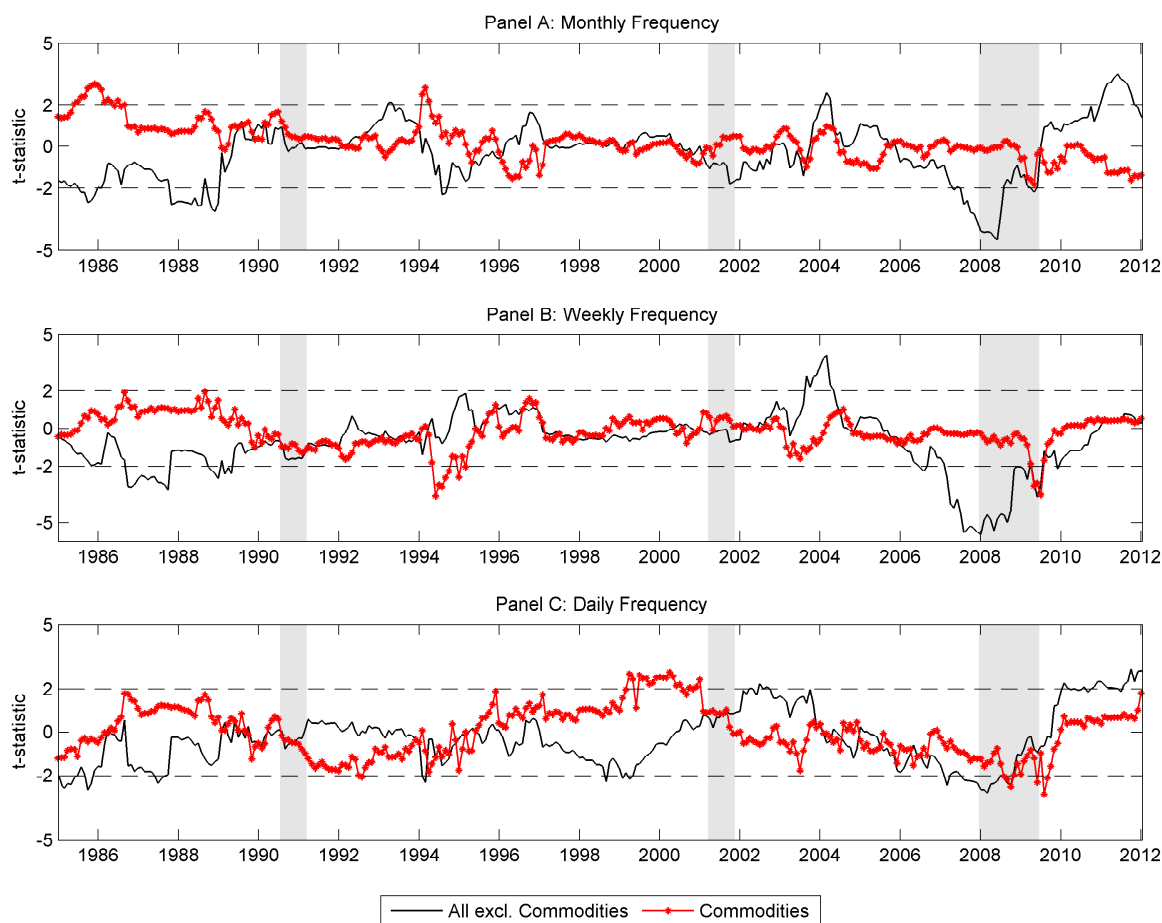 Panel A: Monthly Frequency
5
2
0
-2
-5
t-statistic
1986 1988 1990 1992 1994 1996 1998 2000 2002 2004 2006 2008 2010 2012
Panel B: Weekly Frequency
5
2
0
-2
-5
t-statistic
1986 1988 1990 1992 1994 1996 1998 2000 2002 2004 2006 2008 2010 2012
Panel C: Daily Frequency
5
2
0
-2
-5
t-statistic
1986 1988 1990 1992 1994 1996 1998 2000 2002 2004 2006 2008 2010 2012
All excl. Commodities Commodities